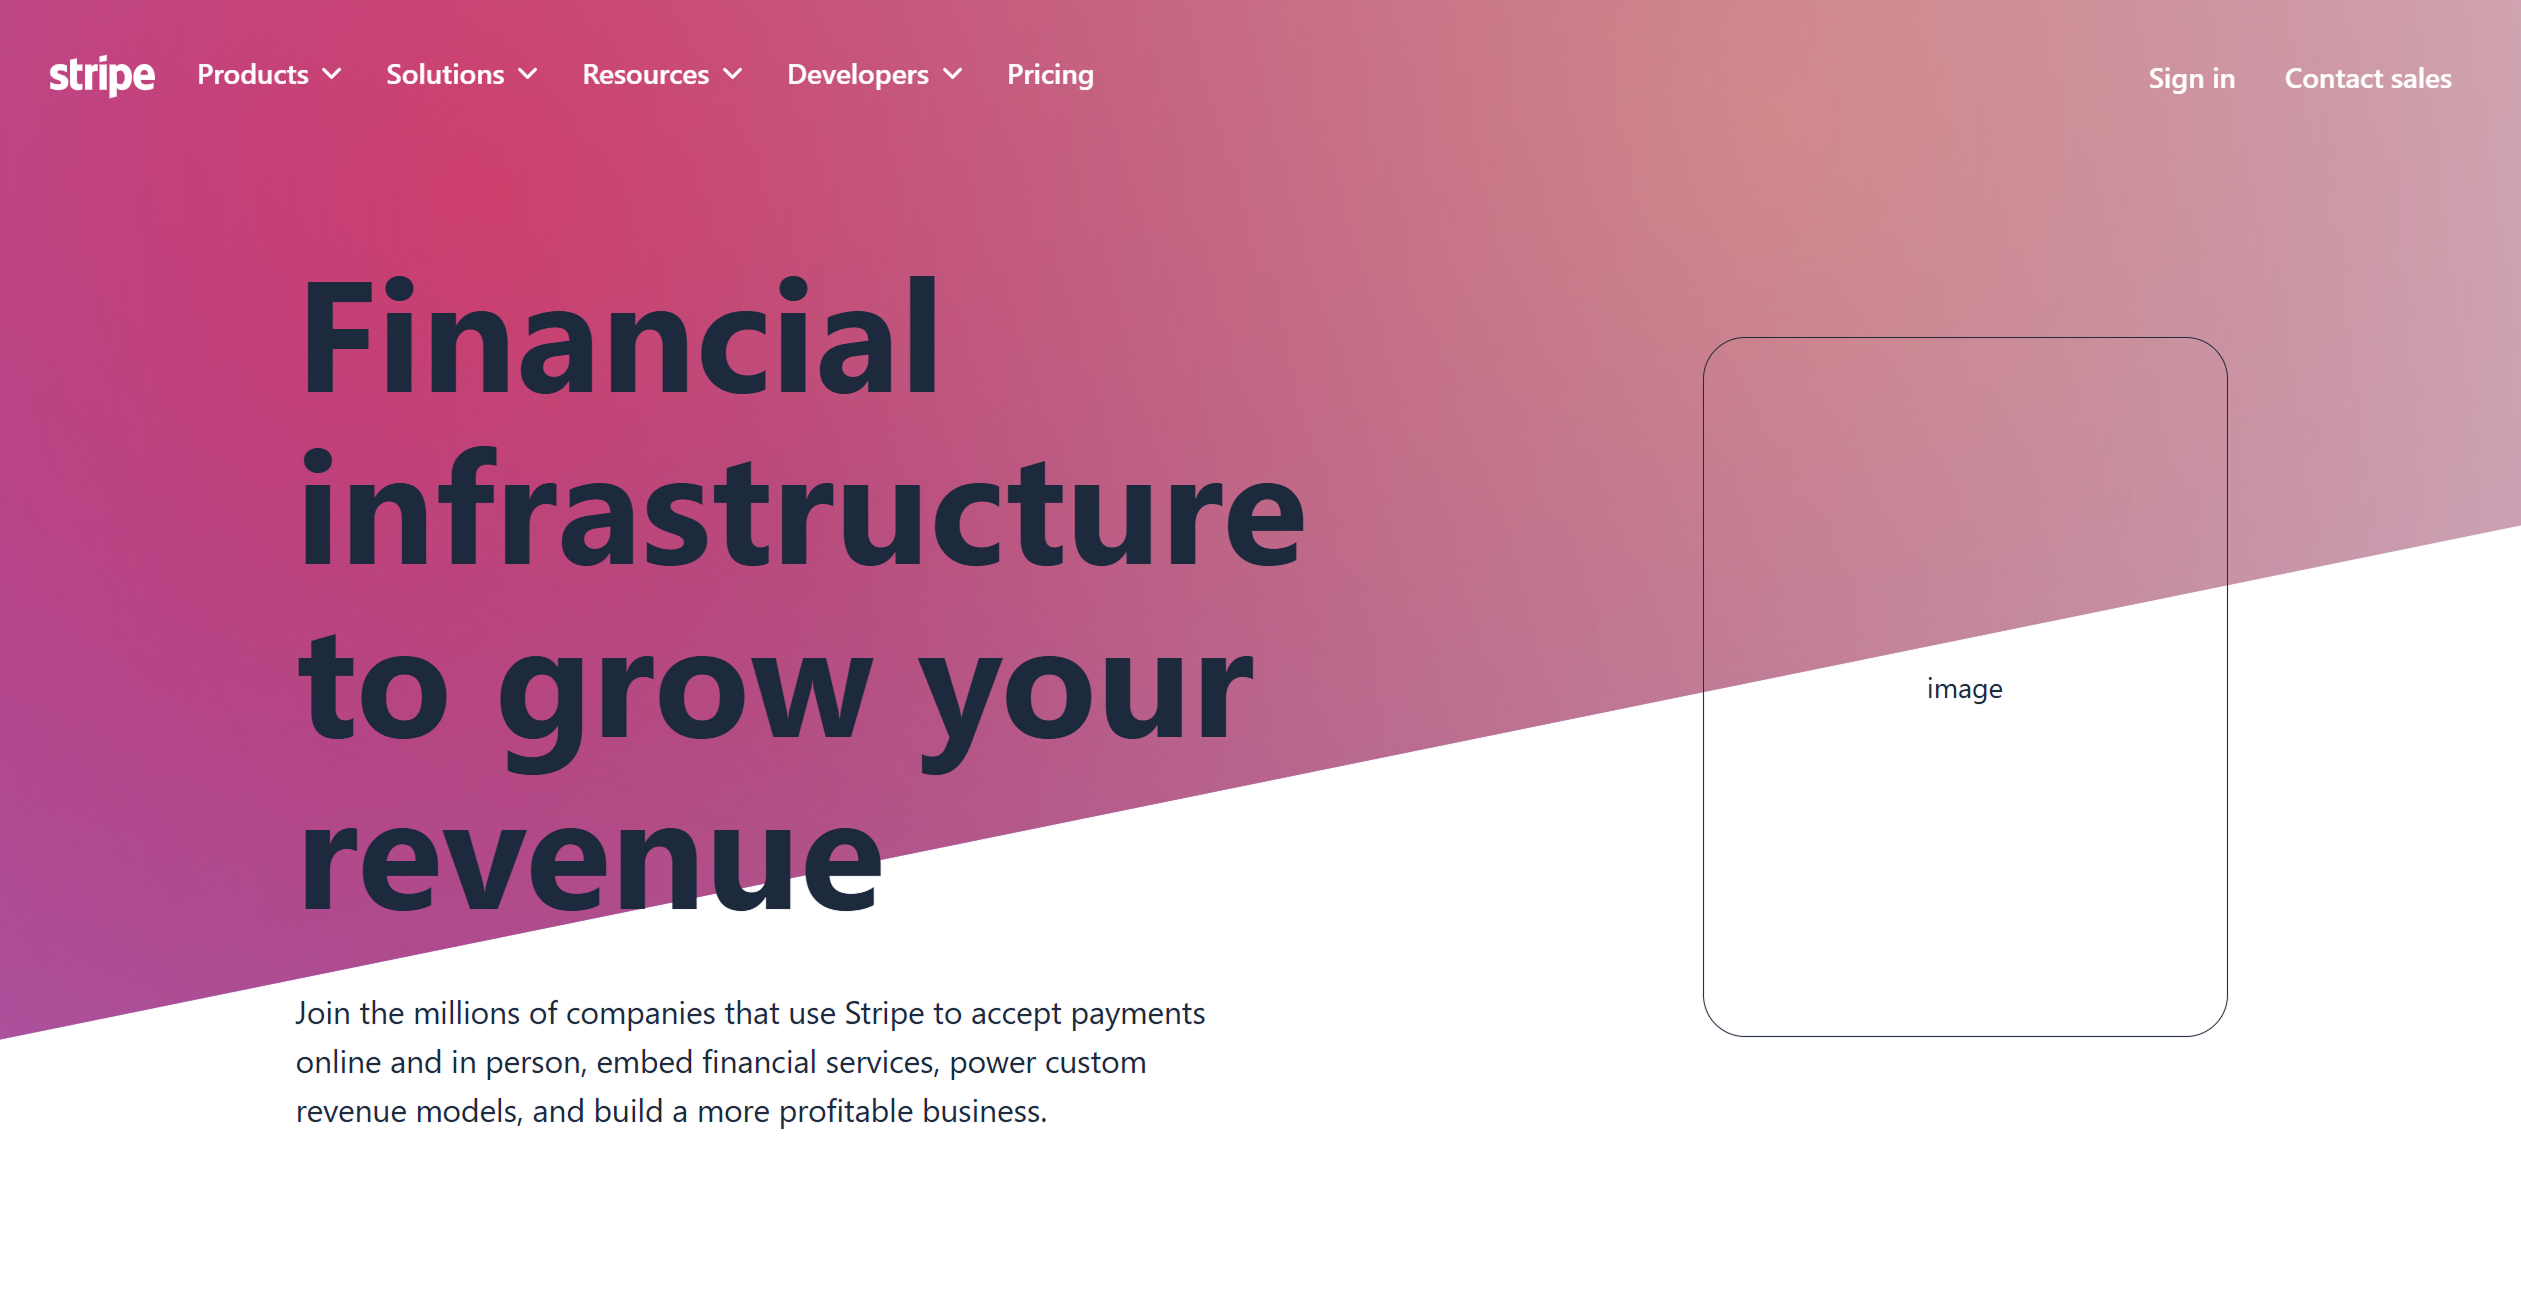 stripe Products Solutions Resources Developers Pricing Sign in Contact sales
Financial
infrastructure
to grow your
revenue
image
Join the millions of companies that use Stripe to accept payments
online and in person, embed financial services, power custom
revenue models, and build a more profitable business.